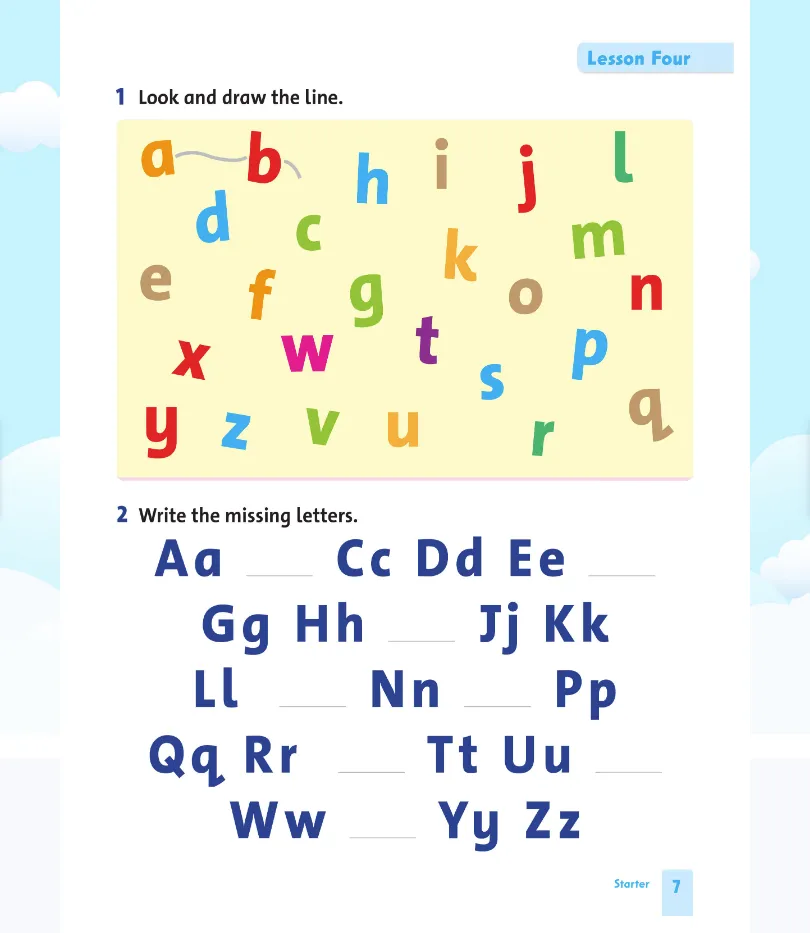 Lesson Four
1 Look and draw the line.
a b h i j l
d c k m
e f g o n
x w t s p
y z v u r q
2 Write the missing letters.
Aa ____ Cc Dd Ee ____
Gg Hh ____ Jj Kk
Ll ____ Nn ____ Pp
Qq Rr ____ Tt Uu ____
Ww ____ Yy Zz
Starter 7